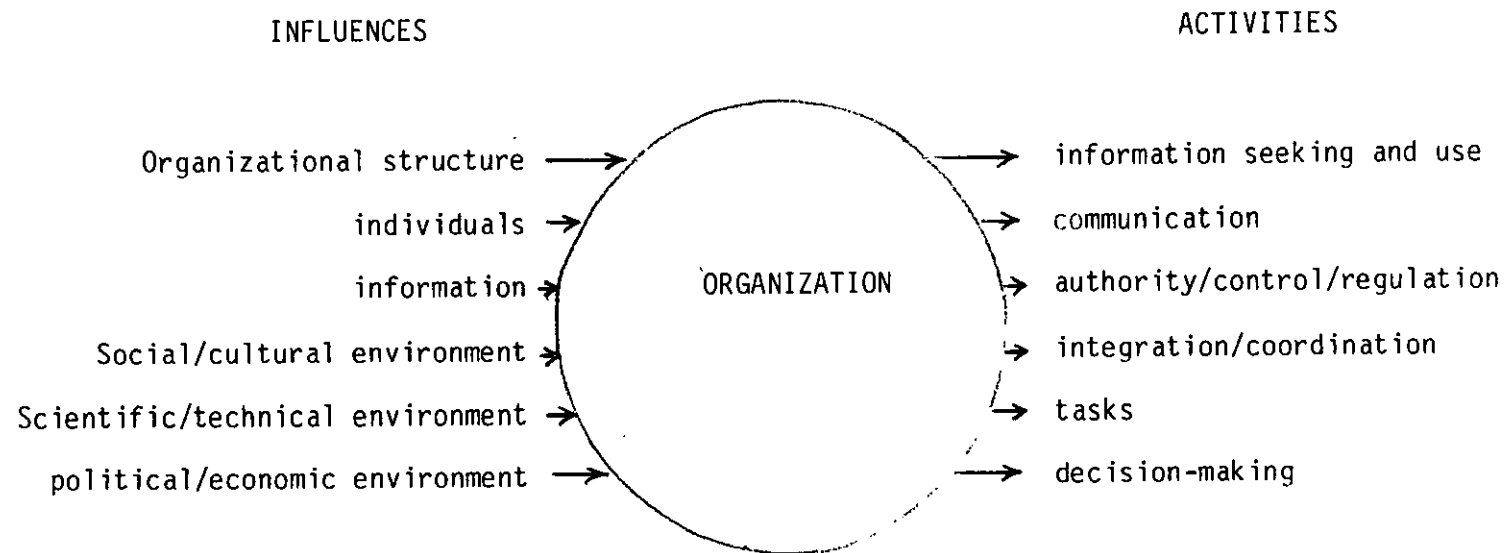 INFLUENCES
ACTIVITIES
Organizational structure
individuals
information
Social/cultural environment
Scientific/technical environment
political/economic environment
ORGANIZATION
information seeking and use
communication
authority/control/regulation
integration/coordination
tasks
decision-making